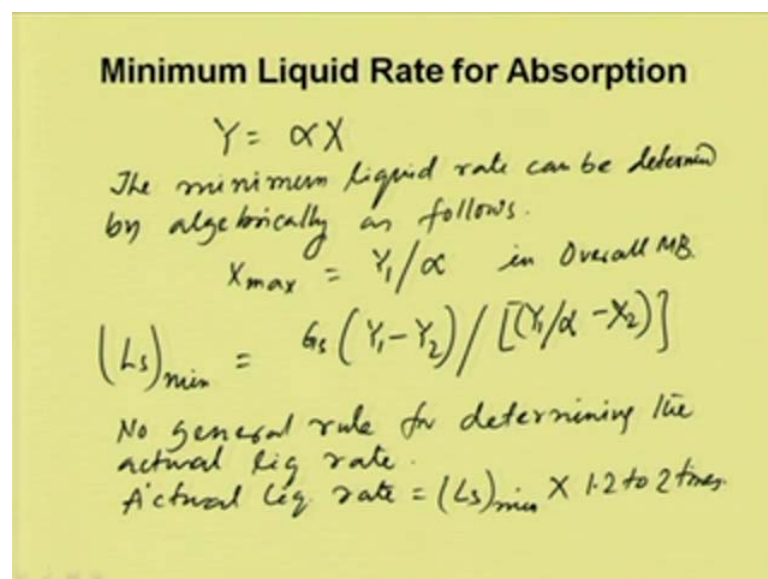 Minimum Liquid Rate for Absorption
Y = αX
The minimum liquid rate can be determined
by algebrically as follows.
Xmax = Y₁/α in Overall MB.
(Ls)min = Gs (Y₁-Y₂) / [(Y₁/α - X₂)]
No general rule for determining the
actual liq rate.
Actual liq. rate = (Ls)min X 1.2 to 2 times.